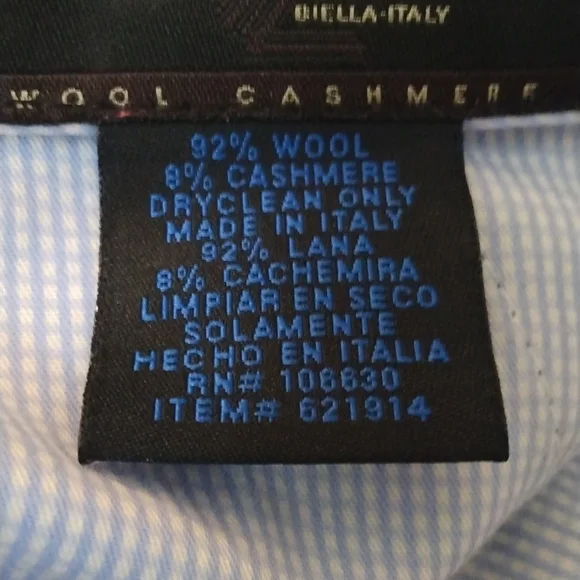 BIELLA-ITALY
WOOL CASHMERE
92% WOOL
8% CASHMERE
DRYCLEAN ONLY
MADE IN ITALY
92% LANA
8% CACHEMIRA
LIMPIAR EN SECO
SOLAMENTE
HECHO EN ITALIA
RN# 106630
ITEM# 621914